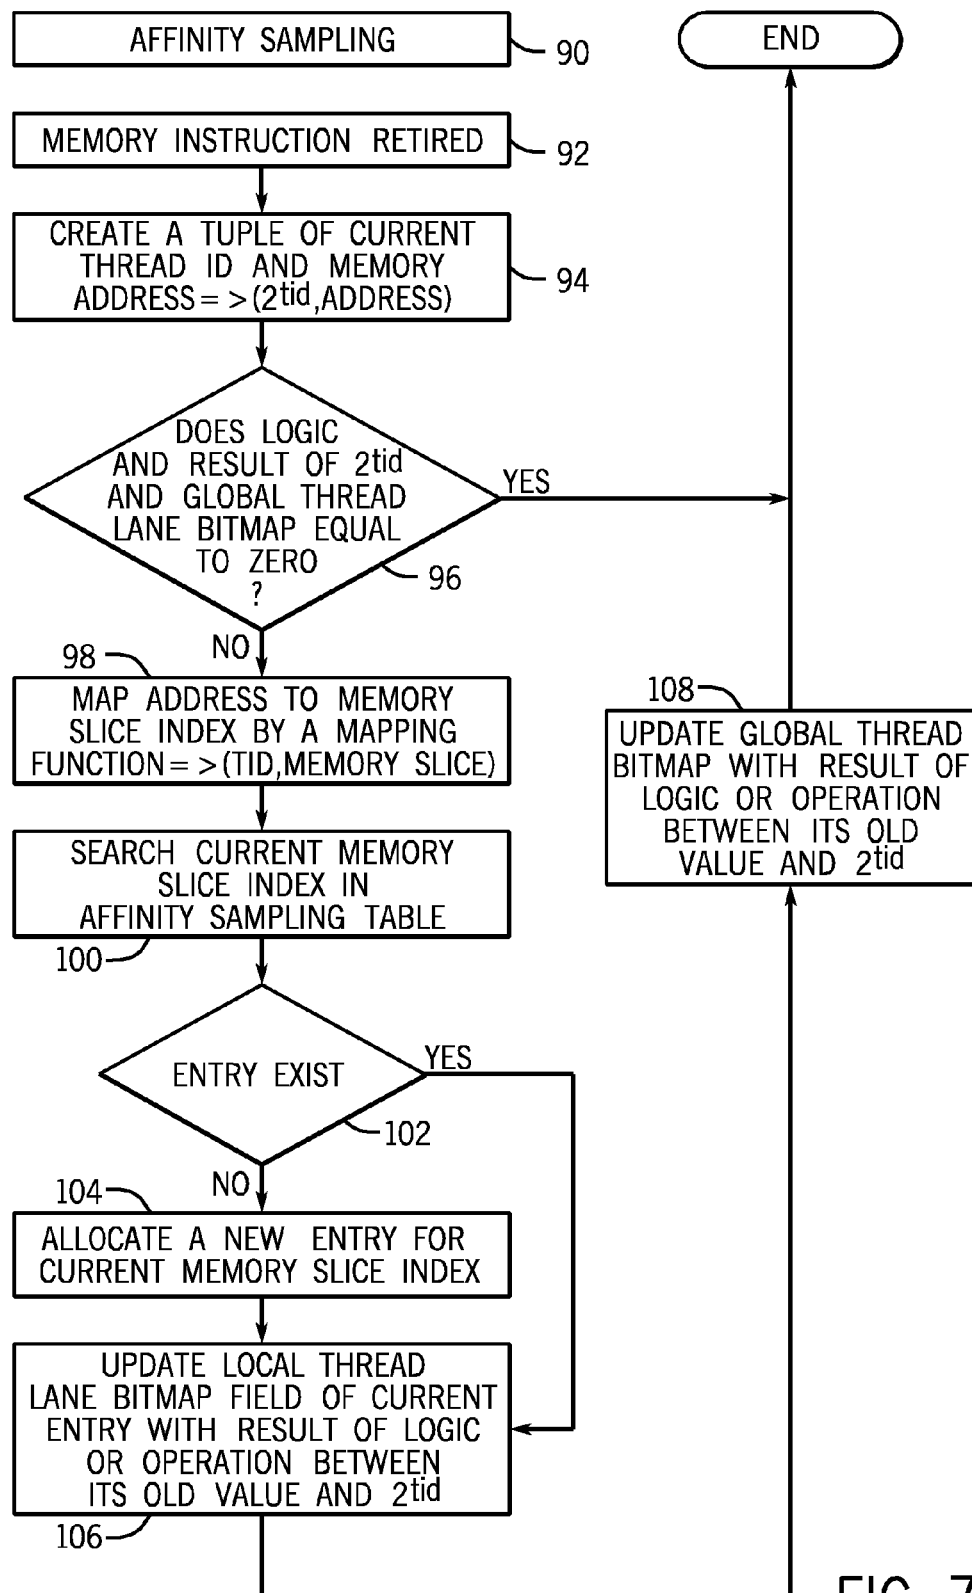 AFFINITY SAMPLING
90
END
MEMORY INSTRUCTION RETIRED
92
CREATE A TUPLE OF CURRENT
THREAD ID AND MEMORY
ADDRESS= >(2tid,ADDRESS)
94
DOES LOGIC
AND RESULT OF 2tid
AND GLOBAL THREAD
LANE BITMAP EQUAL
TO ZERO
?
YES
96
NO
98
MAP ADDRESS TO MEMORY
SLICE INDEX BY A MAPPING
FUNCTION= >(TID,MEMORY SLICE)
108
UPDATE GLOBAL THREAD
BITMAP WITH RESULT OF
LOGIC OR OPERATION
BETWEEN ITS OLD
VALUE AND 2tid
SEARCH CURRENT MEMORY
SLICE INDEX IN
AFFINITY SAMPLING TABLE
100
ENTRY EXIST
YES
102
NO
104
ALLOCATE A NEW ENTRY FOR
CURRENT MEMORY SLICE INDEX
UPDATE LOCAL THREAD
LANE BITMAP FIELD OF CURRENT
ENTRY WITH RESULT OF LOGIC
OR OPERATION BETWEEN
ITS OLD VALUE AND 2tid
106
FIG. 7